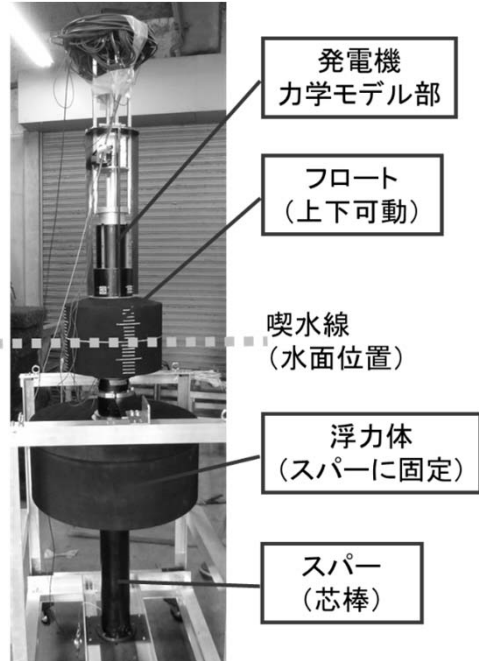 発電機
力学モデル部
フロート
（上下可動）
喫水線
（水面位置）
浮力体
（スパーに固定）
スパー
（芯棒）